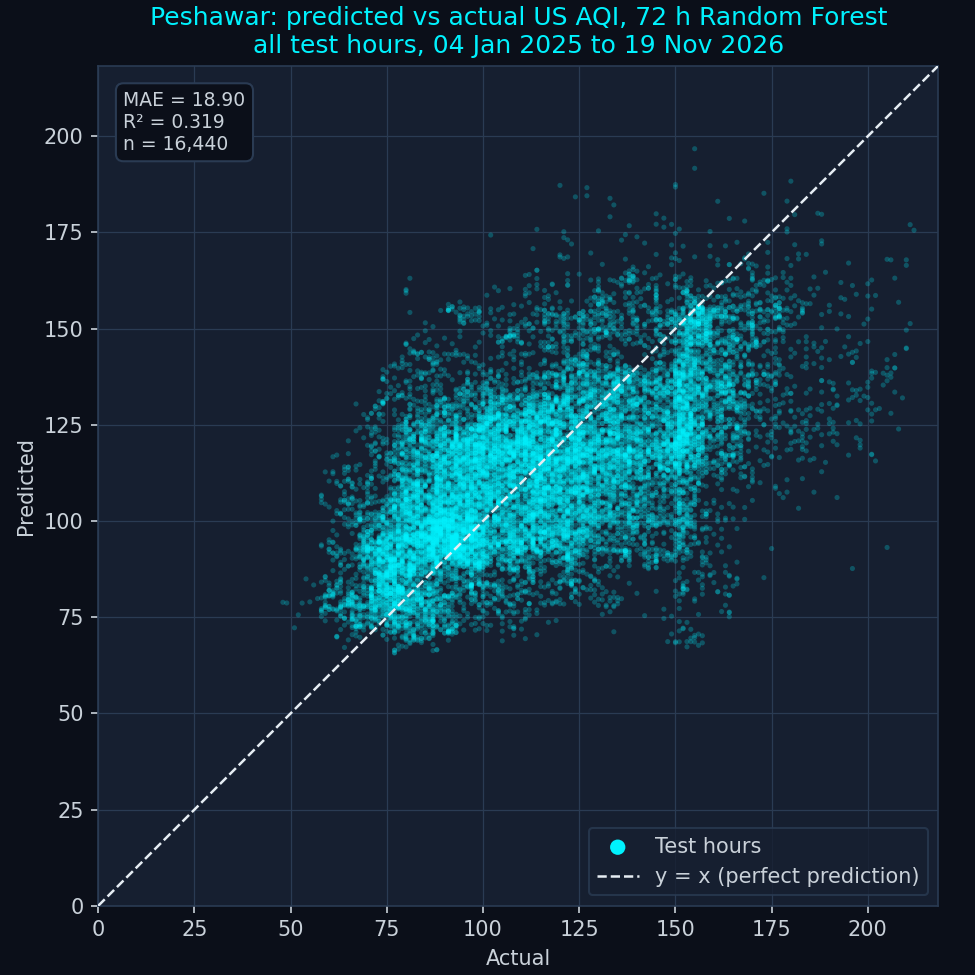 Peshawar: predicted vs actual US AQI, 72 h Random Forest
all test hours, 04 Jan 2025 to 19 Nov 2026
MAE = 18.90
R² = 0.319
n = 16,440
200
175
150
125
100
75
50
25
0
Predicted
Test hours
y = x (perfect prediction)
0 25 50 75 100 125 150 175 200
Actual